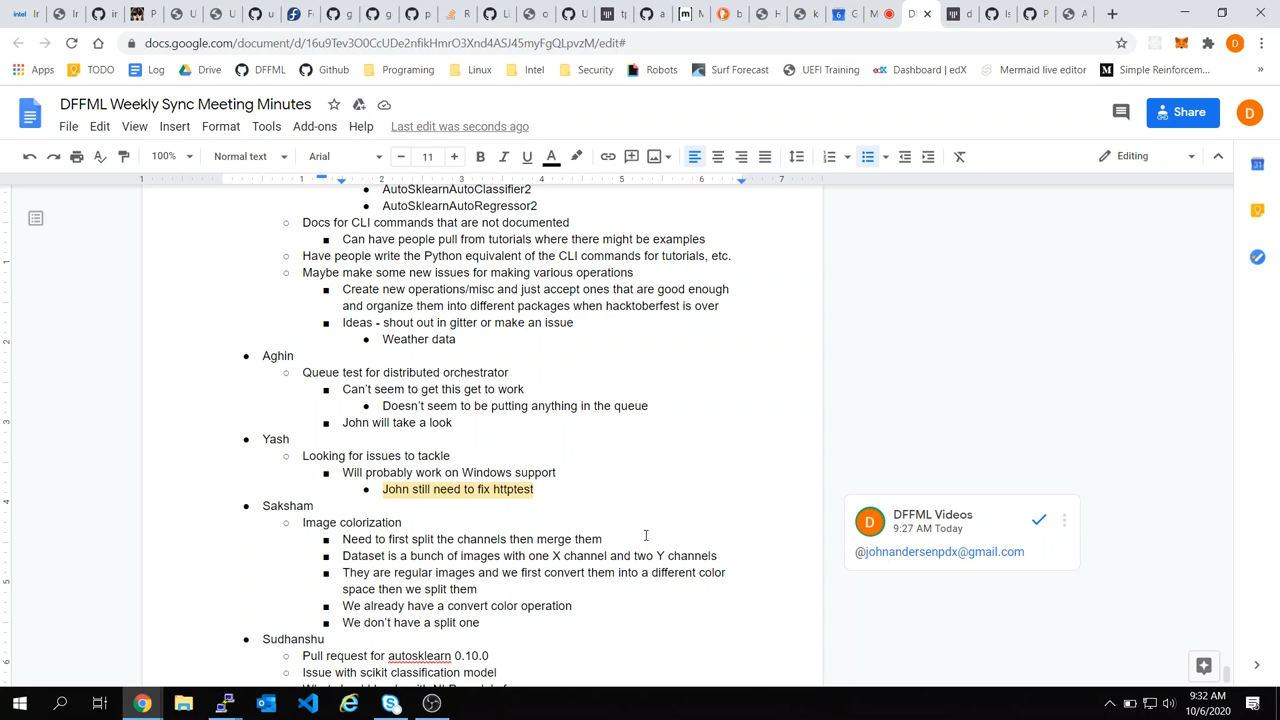 intel
docs.google.com/document/d/16u9Tev3O0CcUDe2nfikHmrO3Xnd4ASJ45myFgQLpvzM/edit#
Apps TODO Log Drive DFFML Github Programing Linux Intel Security Robots Surf Forecast UEFI Training Dashboard | edX Mermaid live editor Simple Reinforcem...
DFFML Weekly Sync Meeting Minutes
Share
File Edit View Insert Format Tools Add-ons Help Last edit was seconds ago
100% Normal text Arial 11 Editing
1 1 2 3 4 5 6 7
AutoSklearnAutoClassifier2
AutoSklearnAutoRegressor2
Docs for CLI commands that are not documented
Can have people pull from tutorials where there might be examples
Have people write the Python equivalent of the CLI commands for tutorials, etc.
Maybe make some new issues for making various operations
Create new operations/misc and just accept ones that are good enough
and organize them into different packages when hacktoberfest is over
Ideas - shout out in gitter or make an issue
Weather data
Aghin
Queue test for distributed orchestrator
Can't seem to get this get to work
Doesn't seem to be putting anything in the queue
John will take a look
Yash
Looking for issues to tackle
Will probably work on Windows support
John still need to fix httptest
Saksham
Image colorization
Need to first split the channels then merge them
Dataset is a bunch of images with one X channel and two Y channels
They are regular images and we first convert them into a different color
space then we split them
We already have a convert color operation
We don't have a split one
Sudhanshu
Pull request for autosklearn 0.10.0
Issue with scikit classification model
D DFFML Videos
9:27 AM Today
@johnandersenpdx@gmail.com
9:32 AM
10/6/2020